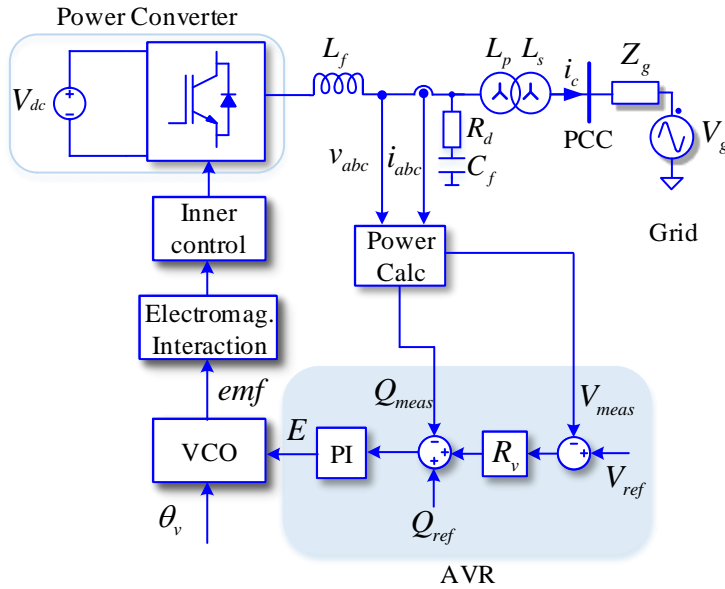 Power Converter
V_dc
L_f
L_p L_s
i_c
Z_g
R_d
C_f
PCC
V_g
v_abc
i_abc
Grid
Inner
control
Power
Calc
Electromag.
Interaction
emf
Q_meas
V_meas
VCO
E
PI
R_v
V_ref
θ_v
Q_ref
AVR